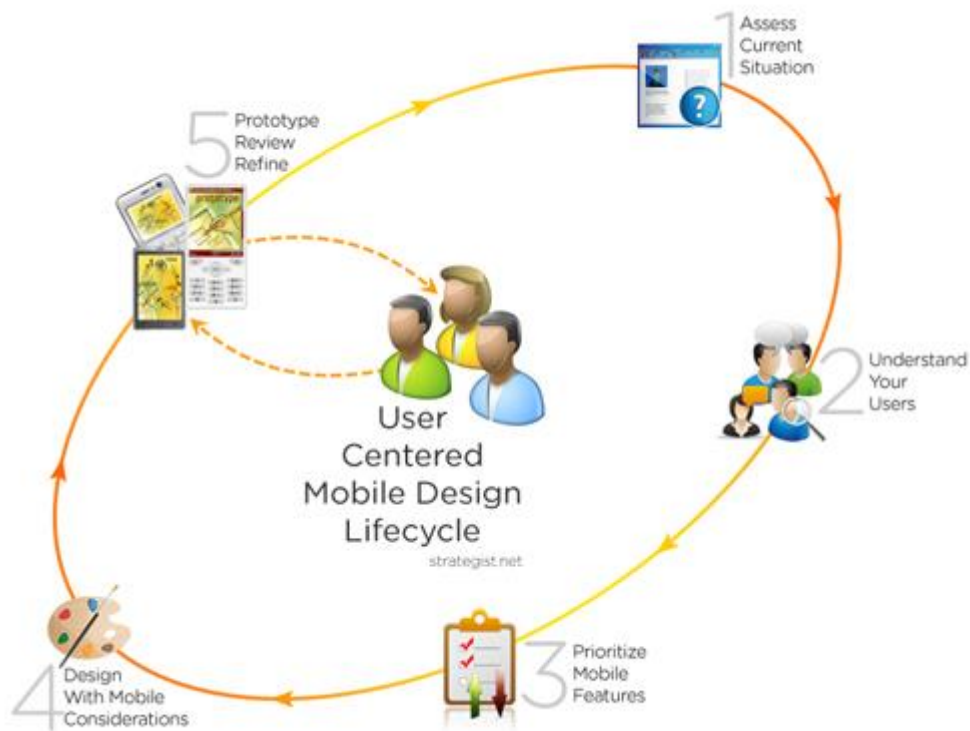 1 Assess
Current
Situation
2 Understand
Your
Users
3 Prioritize
Mobile
Features
4 Design
With Mobile
Considerations
5 Prototype
Review
Refine
prototype
?
User
Centered
Mobile Design
Lifecycle
strategist.net